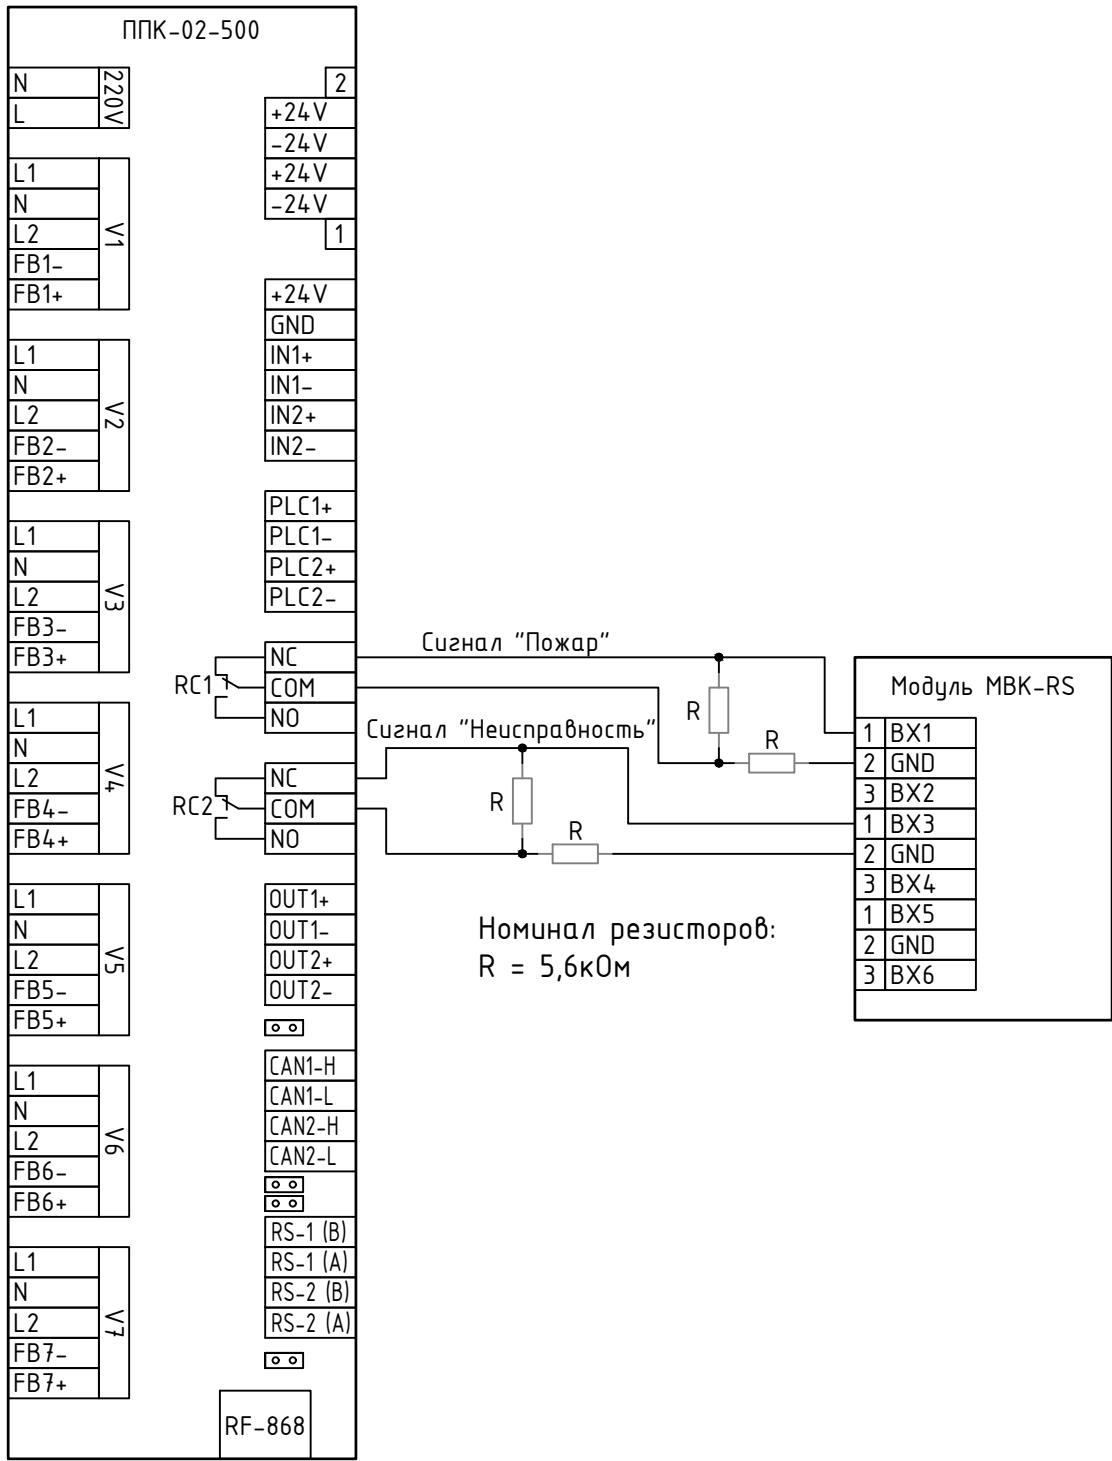 ППК-02-500
N
L
220V
L1
N
L2
FB1-
FB1+
V1
L1
N
L2
FB2-
FB2+
V2
L1
N
L2
FB3-
FB3+
V3
L1
N
L2
FB4-
FB4+
V4
L1
N
L2
FB5-
FB5+
V5
L1
N
L2
FB6-
FB6+
V6
L1
N
L2
FB7-
FB7+
V7
2
+24V
-24V
+24V
-24V
1
+24V
GND
IN1+
IN1-
IN2+
IN2-
PLC1+
PLC1-
PLC2+
PLC2-
RC1
NC
COM
NO
RC2
NC
COM
NO
OUT1+
OUT1-
OUT2+
OUT2-
CAN1-H
CAN1-L
CAN2-H
CAN2-L
RS-1 (B)
RS-1 (A)
RS-2 (B)
RS-2 (A)
RF-868
Сигнал "Пожар"
R
R
Сигнал "Неисправность"
R
R
Номинал резисторов:
R = 5,6кОм
Модуль МВК-RS
1 ВХ1
2 GND
3 ВХ2
1 ВХ3
2 GND
3 ВХ4
1 ВХ5
2 GND
3 ВХ6